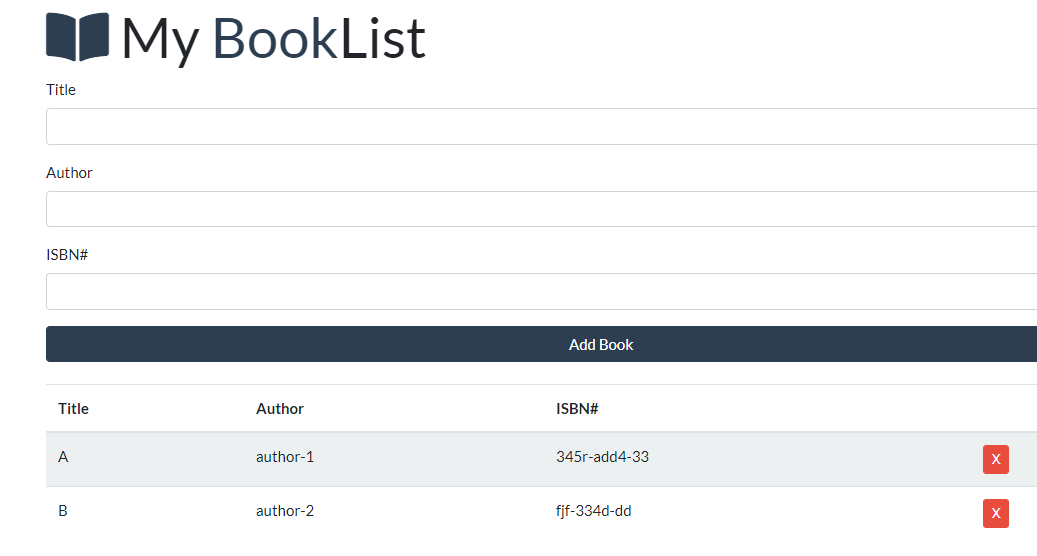 My BookList
Title
Author
ISBN#
Add Book
Title Author ISBN#
A author-1 345r-add4-33 X
B author-2 fjf-334d-dd X